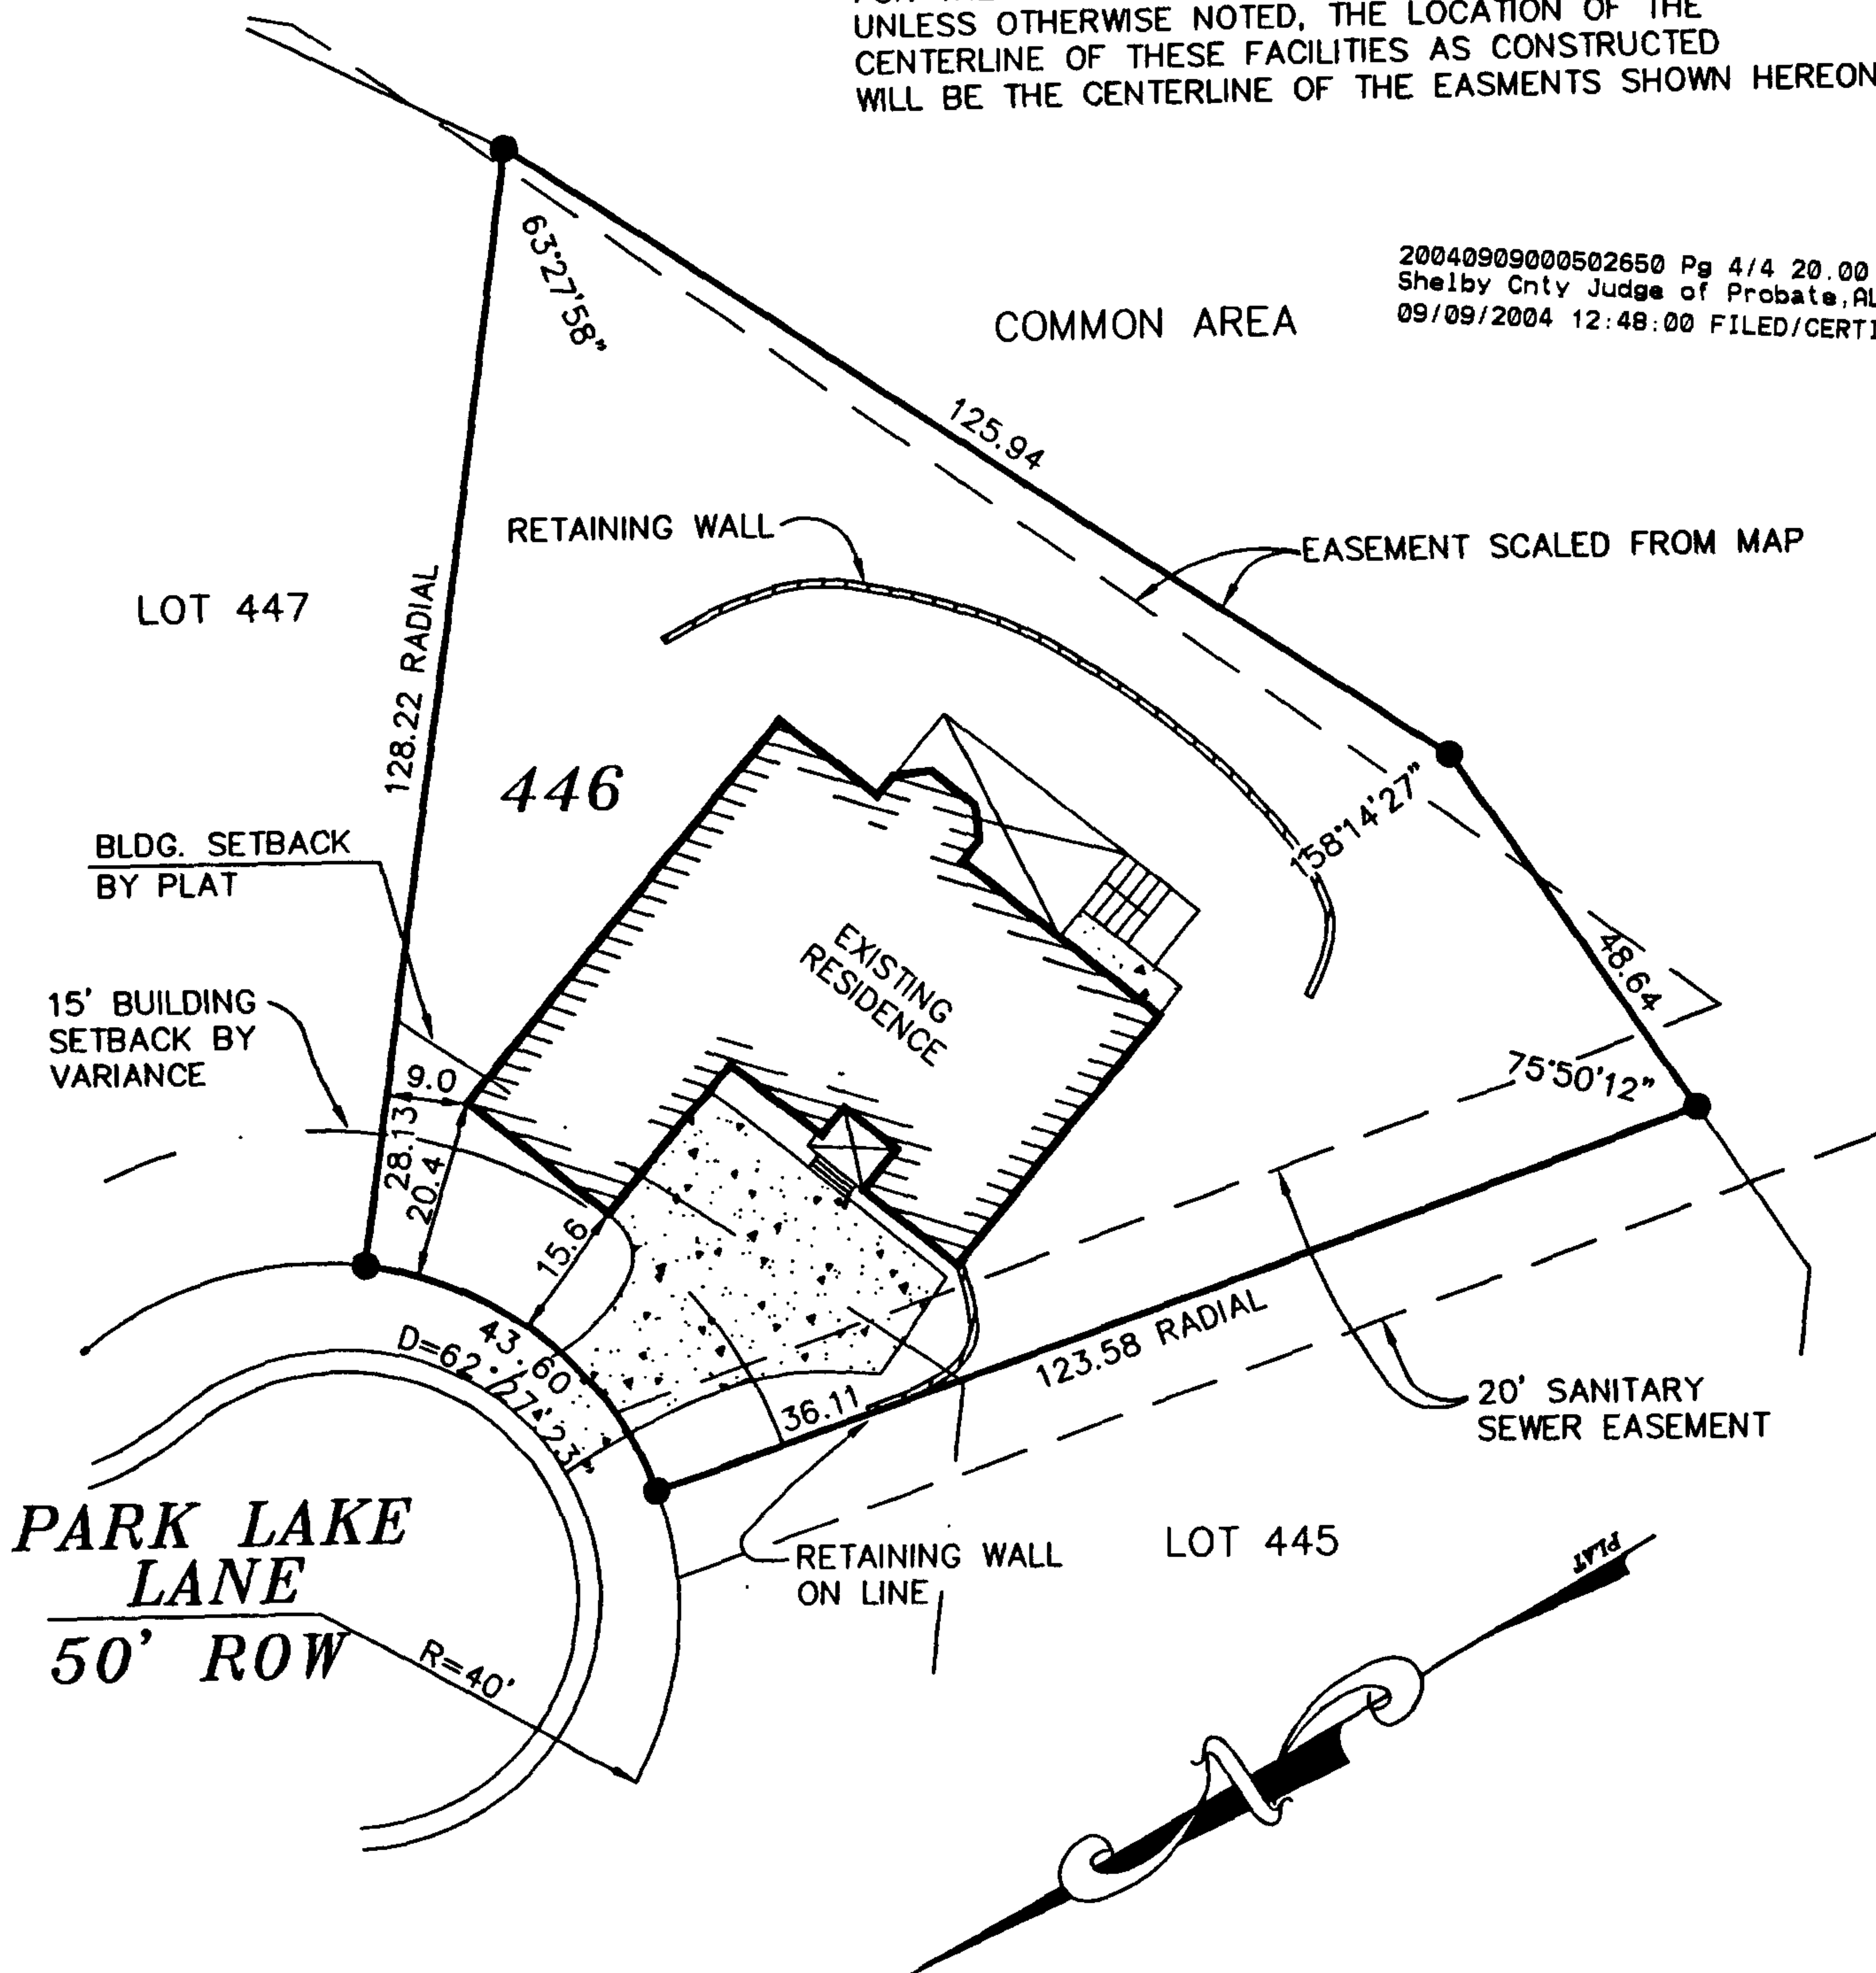 UNLESS OTHERWISE NOTED, THE LOCATION OF THE
CENTERLINE OF THESE FACILITIES AS CONSTRUCTED
WILL BE THE CENTERLINE OF THE EASMENTS SHOWN HEREON
20040909000502650 Pg 4/4 20.00
Shelby Cnty Judge of Probate,AL
09/09/2004 12:48:00 FILED/CERTI
63°27'58"
COMMON AREA
125.94
RETAINING WALL
EASEMENT SCALED FROM MAP
LOT 447
128.22 RADIAL
446
158°14'27"
BLDG. SETBACK
BY PLAT
EXISTING
RESIDENCE
48.64
15' BUILDING
SETBACK BY
VARIANCE
9.0
75°50'12"
28.13
20.4
15.6
43.60
D=62°27'23"
123.58 RADIAL
36.11
20' SANITARY
SEWER EASEMENT
PARK LAKE
LANE
50' ROW
RETAINING WALL
ON LINE
LOT 445
R=40'
PLAT